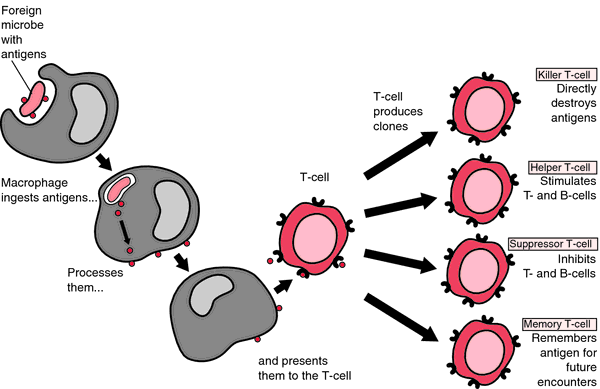 Foreign
microbe
with
antigens
Macrophage
ingests antigens...
Processes
them...
and presents
them to the T-cell
T-cell
T-cell
produces
clones
Killer T-cell
Directly
destroys
antigens
Helper T-cell
Stimulates
T- and B-cells
Suppressor T-cell
Inhibits
T- and B-cells
Memory T-cell
Remembers
antigen for
future
encounters